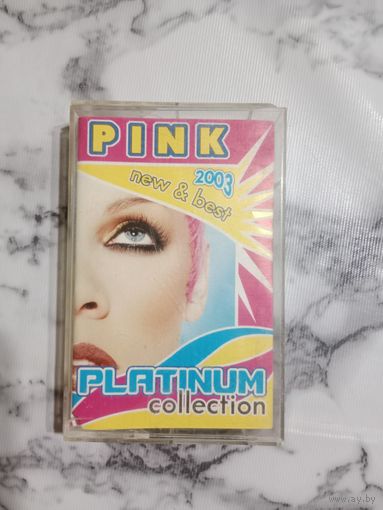 PINK
2003
new & best
PLATINUM
collection
www.ay.by